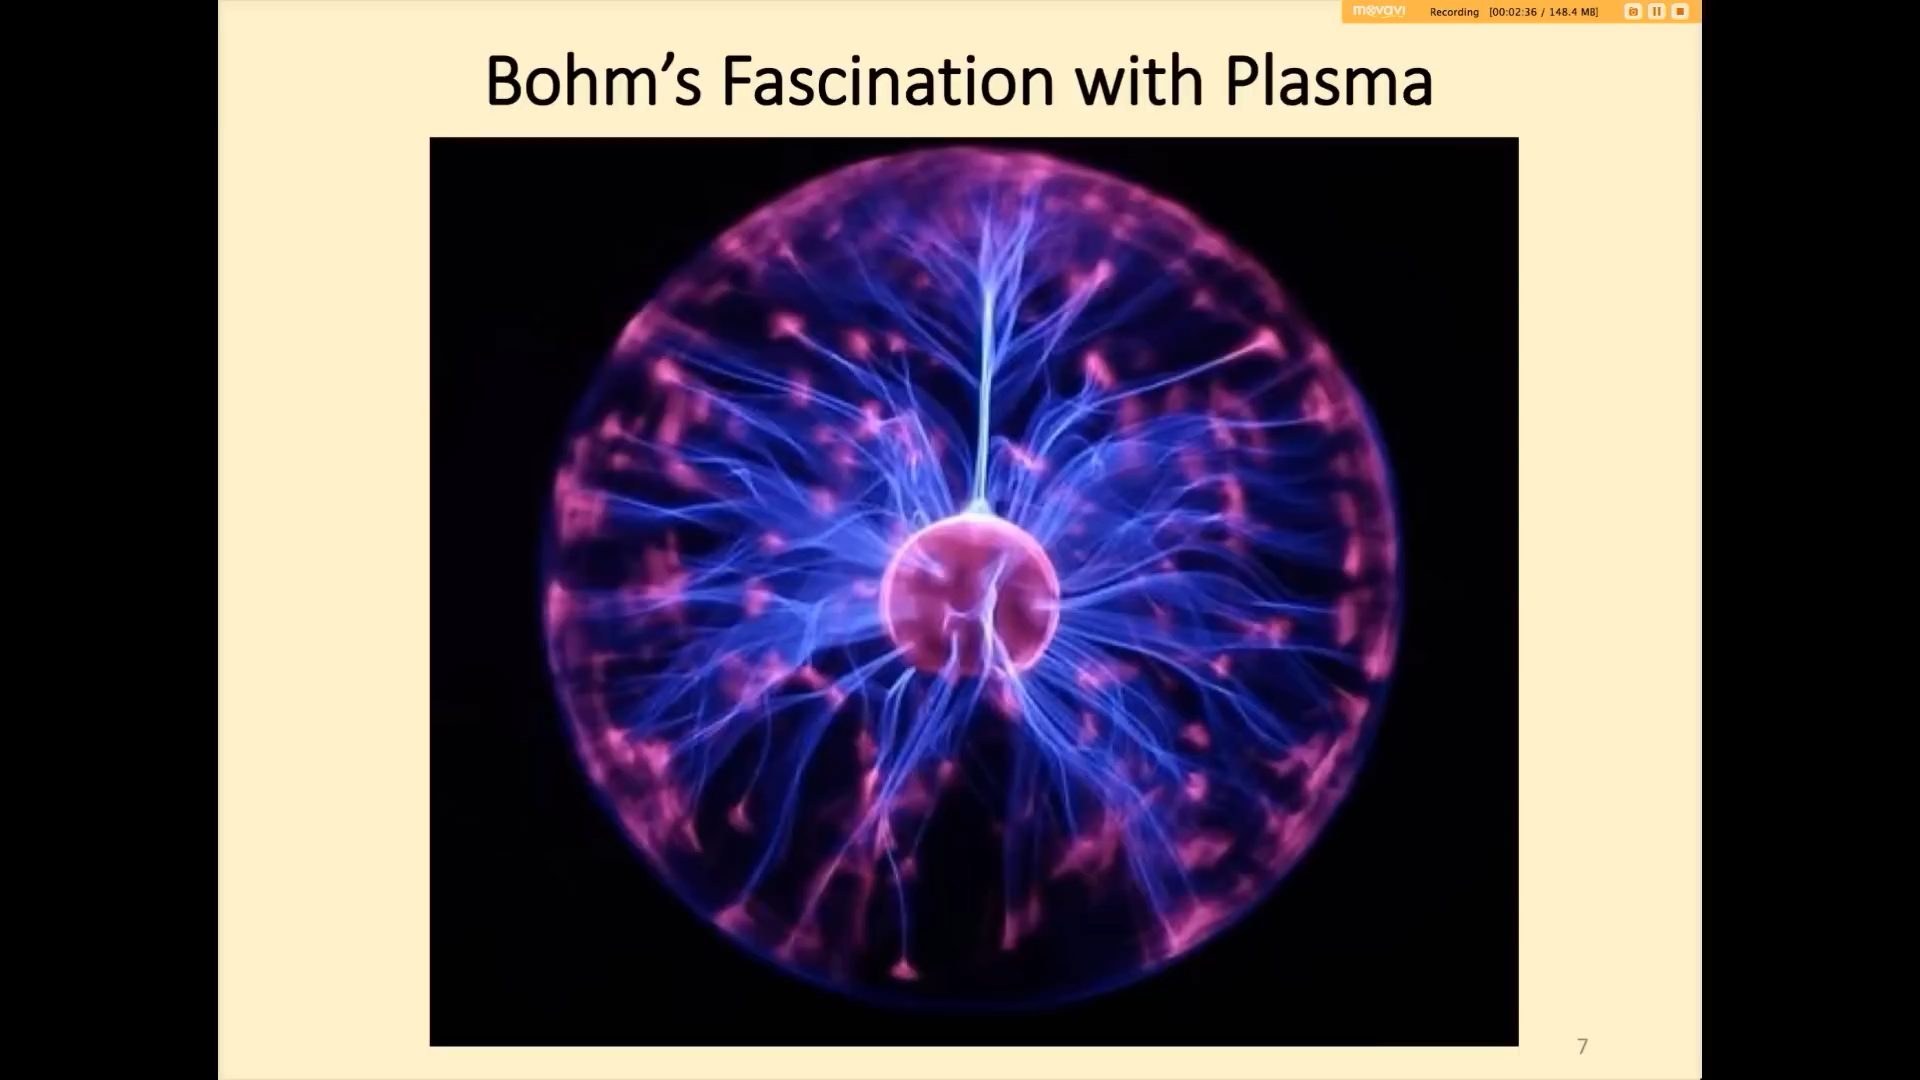 movavi Recording [00:02:36 / 148.4 MB]
Bohm’s Fascination with Plasma
7